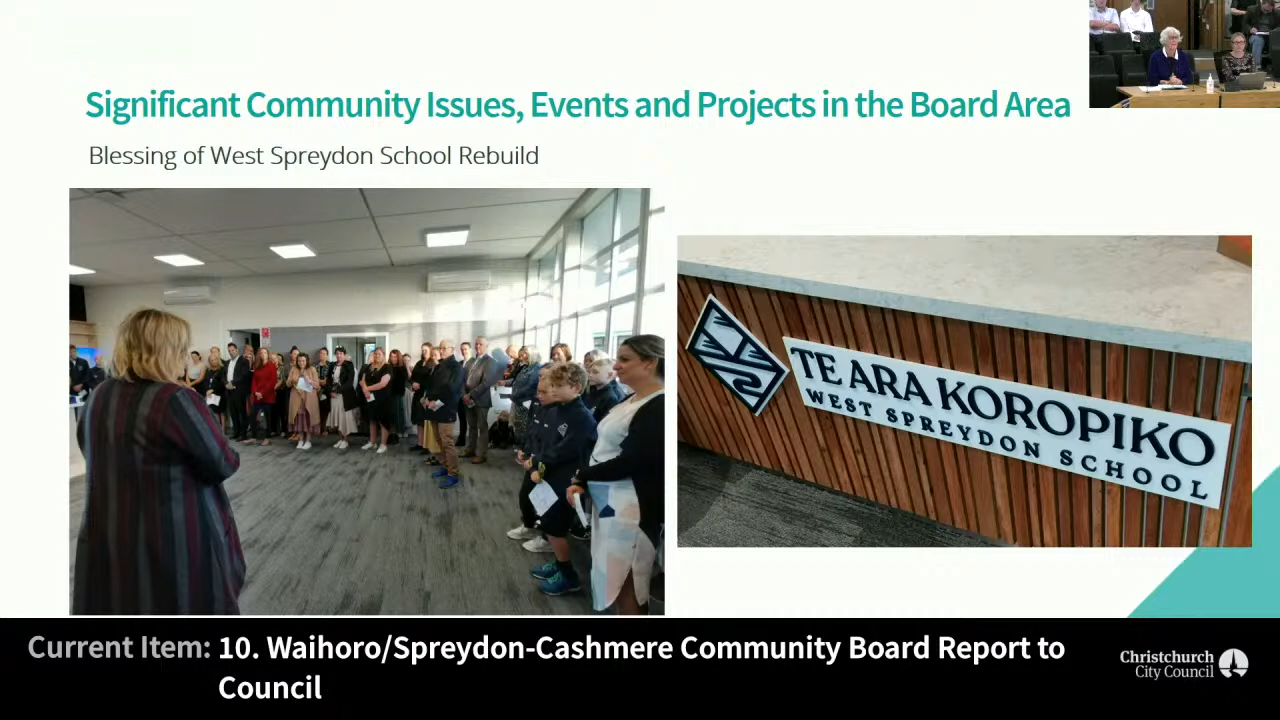 Significant Community Issues, Events and Projects in the Board Area
Blessing of West Spreydon School Rebuild
TE ARA KOROPIKO
WEST SPREYDON SCHOOL
Current Item: 10. Waihoro/Spreydon-Cashmere Community Board Report to
Council
Christchurch
City Council